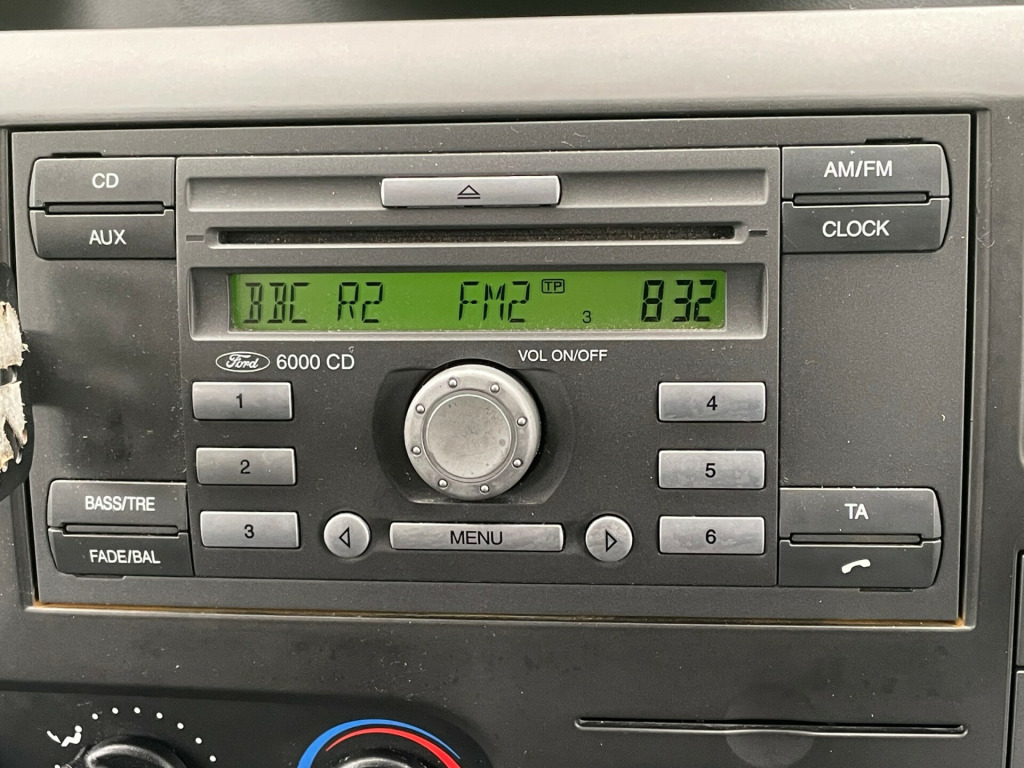 CD
AUX
AM/FM
CLOCK
BBC R2 FM2 TP 3 832
Ford 6000 CD
VOL ON/OFF
1
2
3
4
5
6
BASS/TRE
FADE/BAL
MENU
TA